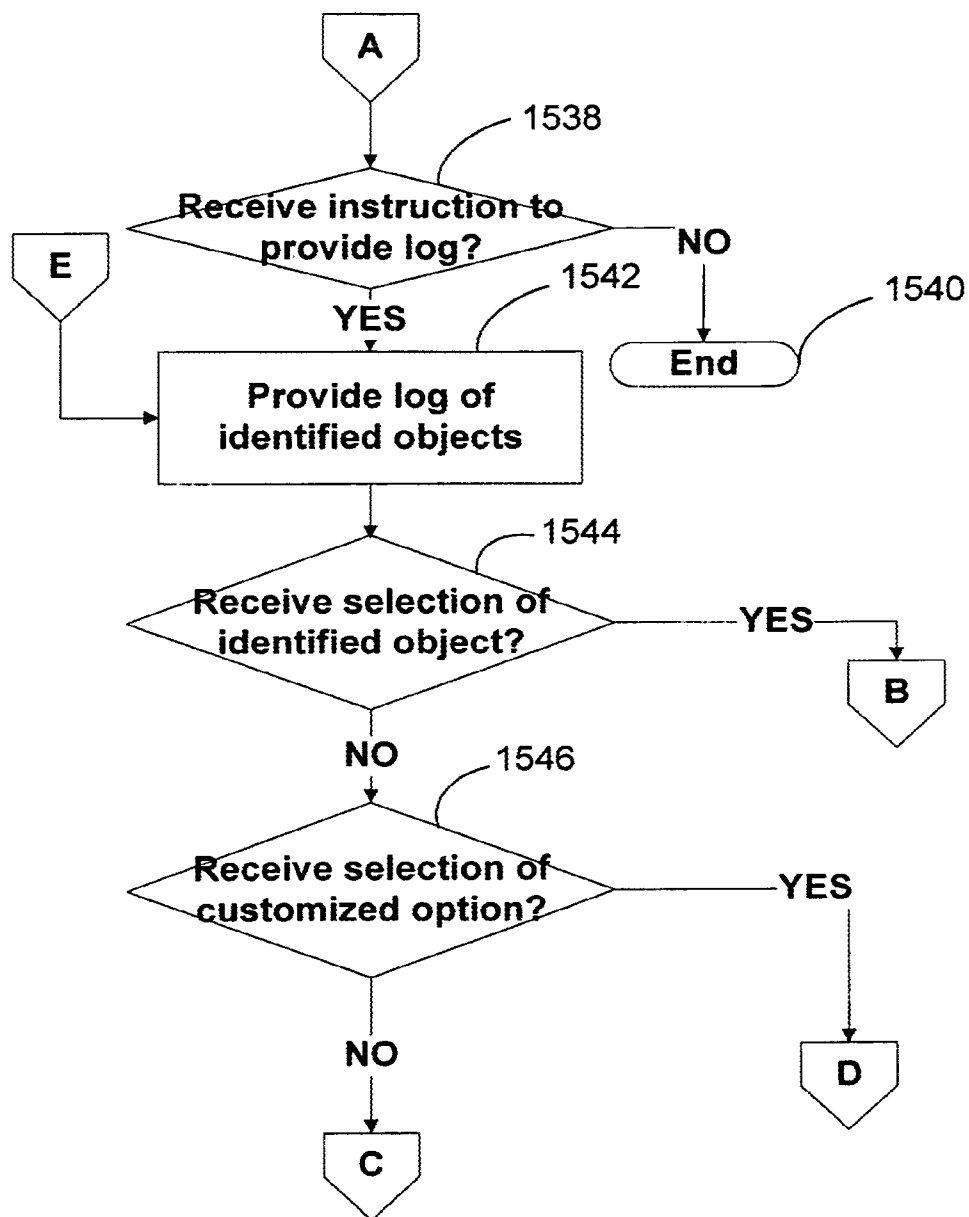 A
1538
Receive instruction to
provide log?
NO
E
1542
YES
1540
End
Provide log of
identified objects
1544
Receive selection of
identified object?
YES
B
NO
1546
Receive selection of
customized option?
YES
NO
D
C